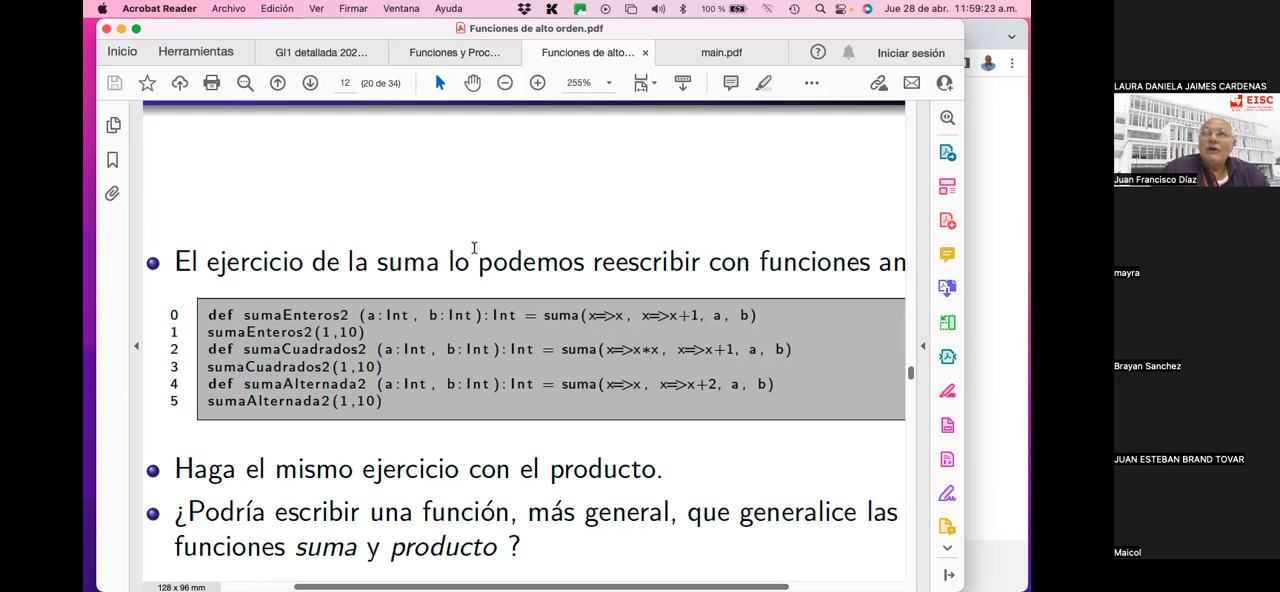 Acrobat Reader Archivo Edición Ver Firmar Ventana Ayuda 100 % Jue 28 de abr. 11:59:23 a.m.
Funciones de alto orden.pdf
Inicio Herramientas GI1 detallada 202... Funciones y Proc... Funciones de alto... × main.pdf Iniciar sesión
12 (20 de 34) 255%
El ejercicio de la suma lo podemos reescribir con funciones an
0 def sumaEnteros2 (a:Int, b:Int):Int = suma(x=>x, x=>x+1, a, b)
1 sumaEnteros2(1,10)
2 def sumaCuadrados2 (a:Int, b:Int):Int = suma(x=>x*x, x=>x+1, a, b)
3 sumaCuadrados2(1,10)
4 def sumaAlternada2 (a:Int, b:Int):Int = suma(x=>x, x=>x+2, a, b)
5 sumaAlternada2(1,10)
Haga el mismo ejercicio con el producto.
¿Podría escribir una función, más general, que generalice las
funciones suma y producto ?
128 x 96 mm
LAURA DANIELA JAIMES CARDENAS
EISC
Juan Francisco Díaz
mayra
Brayan Sanchez
JUAN ESTEBAN BRAND TOVAR
Maicol